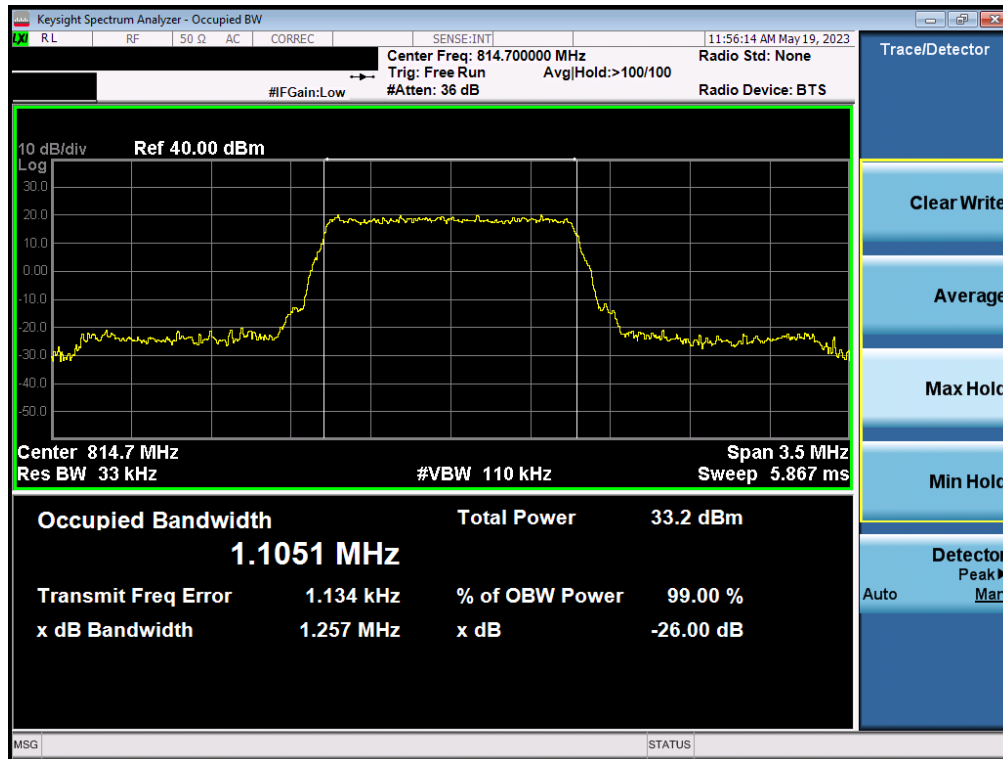 Keysight Spectrum Analyzer - Occupied BW
LXI RL RF 50 Ω AC CORREC SENSE:INT 11:56:14 AM May 19, 2023
Center Freq: 814.700000 MHz Radio Std: None
Trig: Free Run Avg|Hold:>100/100
#IFGain:Low #Atten: 36 dB Radio Device: BTS
10 dB/div Ref 40.00 dBm
Log
30.0
20.0
10.0
0.00
-10.0
-20.0
-30.0
-40.0
-50.0
Center 814.7 MHz Span 3.5 MHz
Res BW 33 kHz #VBW 110 kHz Sweep 5.867 ms
Occupied Bandwidth Total Power 33.2 dBm
1.1051 MHz
Transmit Freq Error 1.134 kHz % of OBW Power 99.00 %
x dB Bandwidth 1.257 MHz x dB -26.00 dB
MSG STATUS
Trace/Detector
Clear Write
Average
Max Hold
Min Hold
Detector
Peak
Auto Man